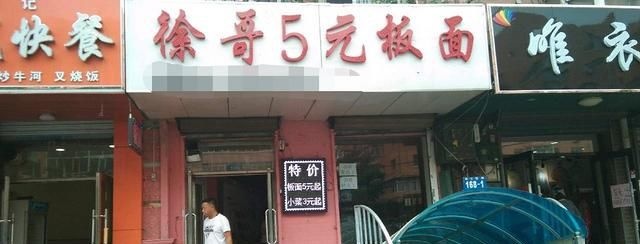 记
快餐
炒牛河 叉烧饭
徐哥5元板面
唯衣
特价
板面5元起
小菜3元起
168-1